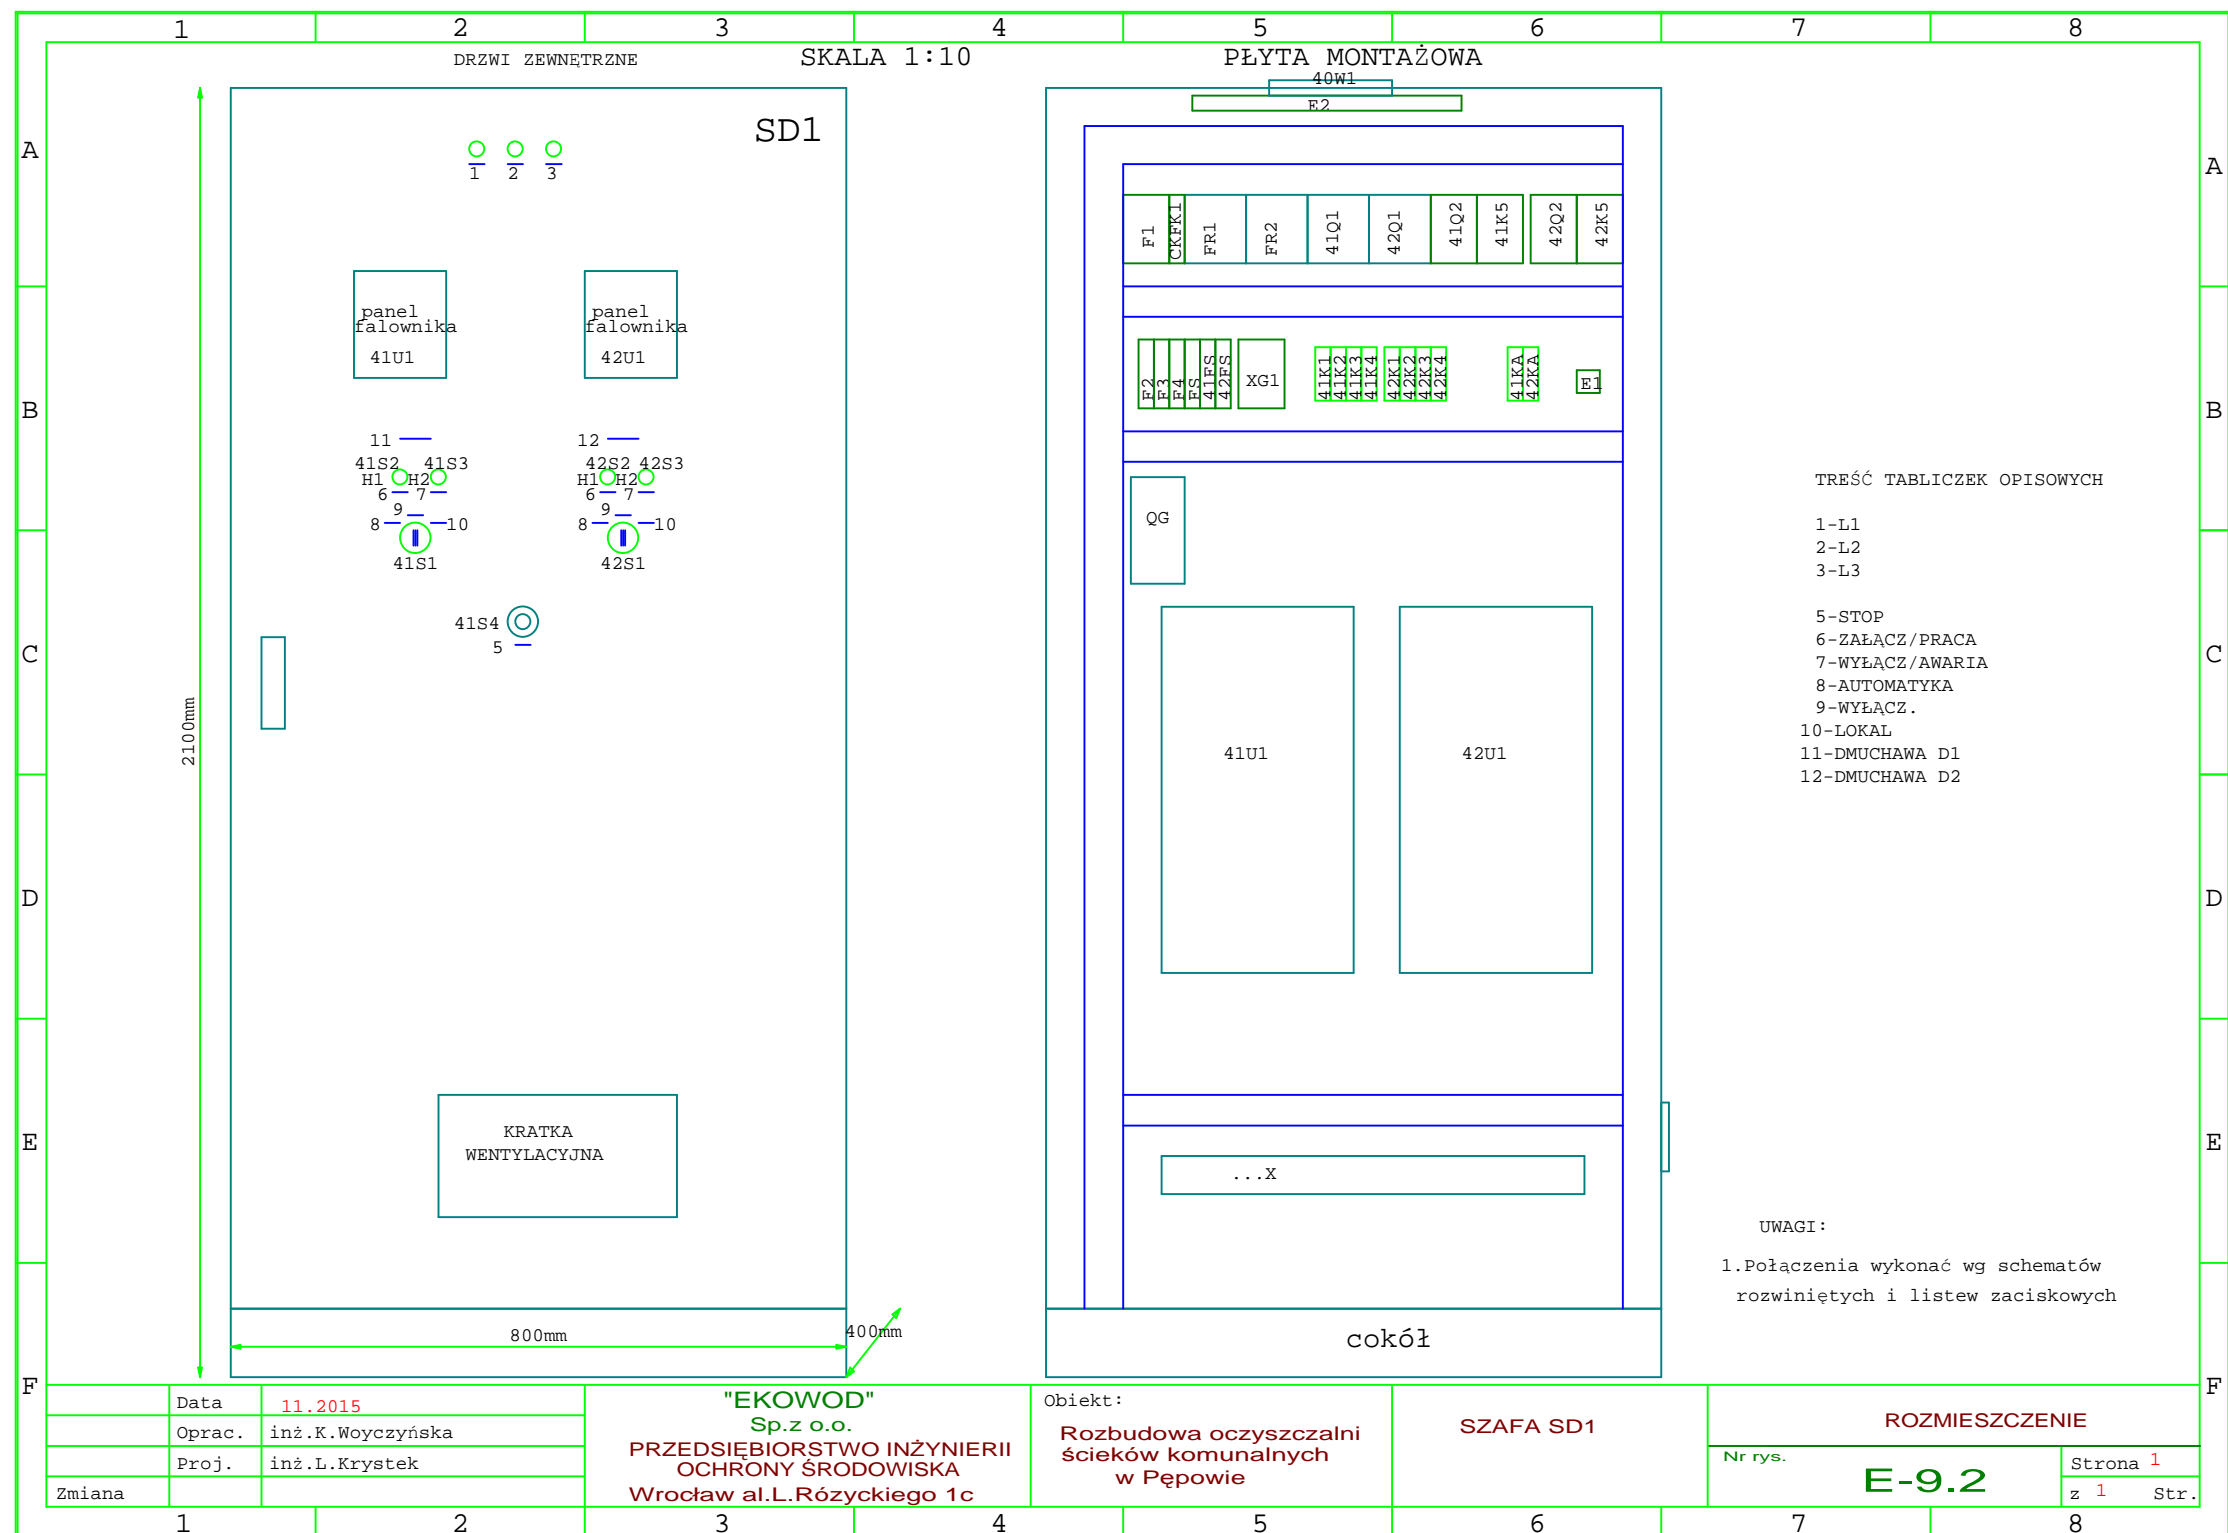 1 2 3 4 5 6 7 8
DRZWI ZEWNĘTRZNE
SKALA 1:10
PŁYTA MONTAŻOWA
40W1
E2
SD1
A
A
1 2 3
F1
CKFK1
FR1
FR2
41Q1
42Q1
41Q2
41K5
42Q2
42K5
panel
falownika
41U1
panel
falownika
42U1
F2
F3
F4
FS
41FS
42FS
XG1
41K1
41K2
41K3
41K4
42K1
42K2
42K3
42K4
41KA
42KA
E1
B
B
11
41S2 41S3
H1 H2
6 7
9
8 10
41S1
12
42S2 42S3
H1 H2
6 7
9
8 10
42S1
QG
41S4
5
C
C
2100mm
41U1
42U1
TREŚĆ TABLICZEK OPISOWYCH
1-L1
2-L2
3-L3
5-STOP
6-ZAŁĄCZ/PRACA
7-WYŁĄCZ/AWARIA
8-AUTOMATYKA
9-WYŁĄCZ.
10-LOKAL
11-DMUCHAWA D1
12-DMUCHAWA D2
D
D
E
E
KRATKA
WENTYLACYJNA
...X
UWAGI:
1.Połączenia wykonać wg schematów
rozwiniętych i listew zaciskowych
800mm
400mm
cokół
F
F
Data 11.2015
Oprac. inż.K.Woyczyńska
Proj. inż.L.Krystek
Zmiana
"EKOWOD"
Sp.z o.o.
PRZEDSIĘBIORSTWO INŻYNIERII
OCHRONY ŚRODOWISKA
Wrocław al.L.Rózyckiego 1c
Obiekt:
Rozbudowa oczyszczalni
ścieków komunalnych
w Pępowie
SZAFA SD1
ROZMIESZCZENIE
Nr rys.
E-9.2
Strona 1
z 1 Str.
1 2 3 4 5 6 7 8